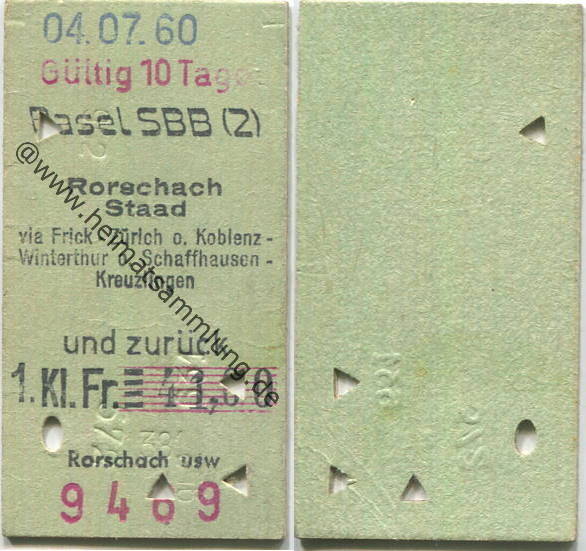 04.07.60
Gültig 10 Tage
Basel SBB (2)
Rorschach
Staad
via Frick-Zürich o. Koblenz-
Winterthur o. Schaffhausen-
Kreuzlingen
und zurück
1. Kl. Fr.
Rorschach usw
9469
@www.heimatsammlung.de